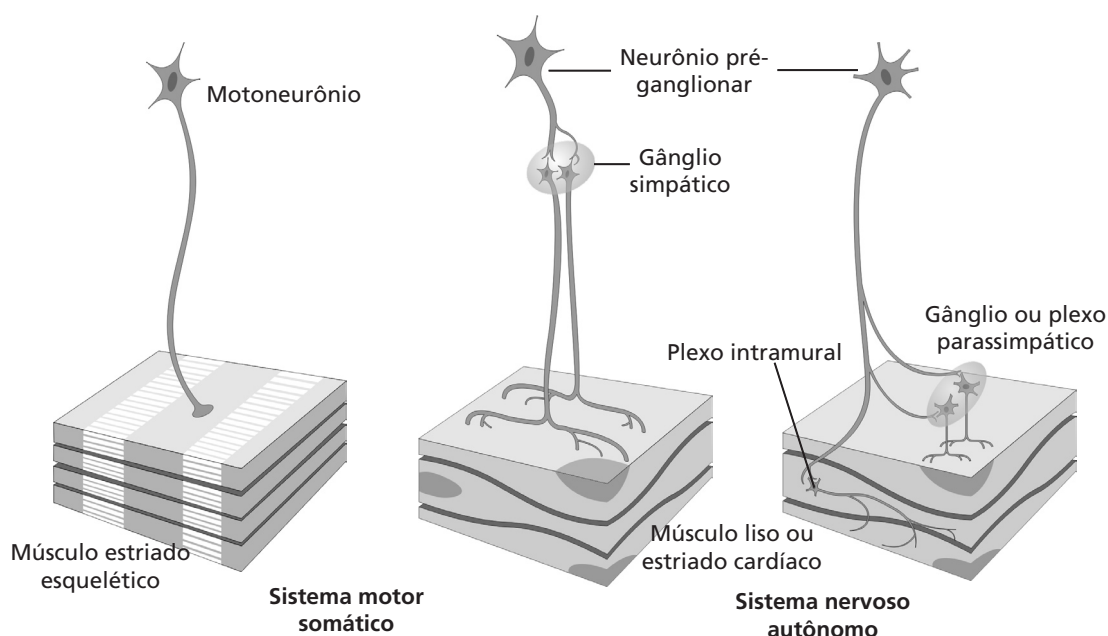 Motoneurônio
Neurônio pré-
ganglionar
Gânglio
simpático
Gânglio ou plexo
parassimpático
Plexo intramural
Músculo estriado
esquelético
Músculo liso ou
estriado cardíaco
Sistema motor
somático
Sistema nervoso
autônomo